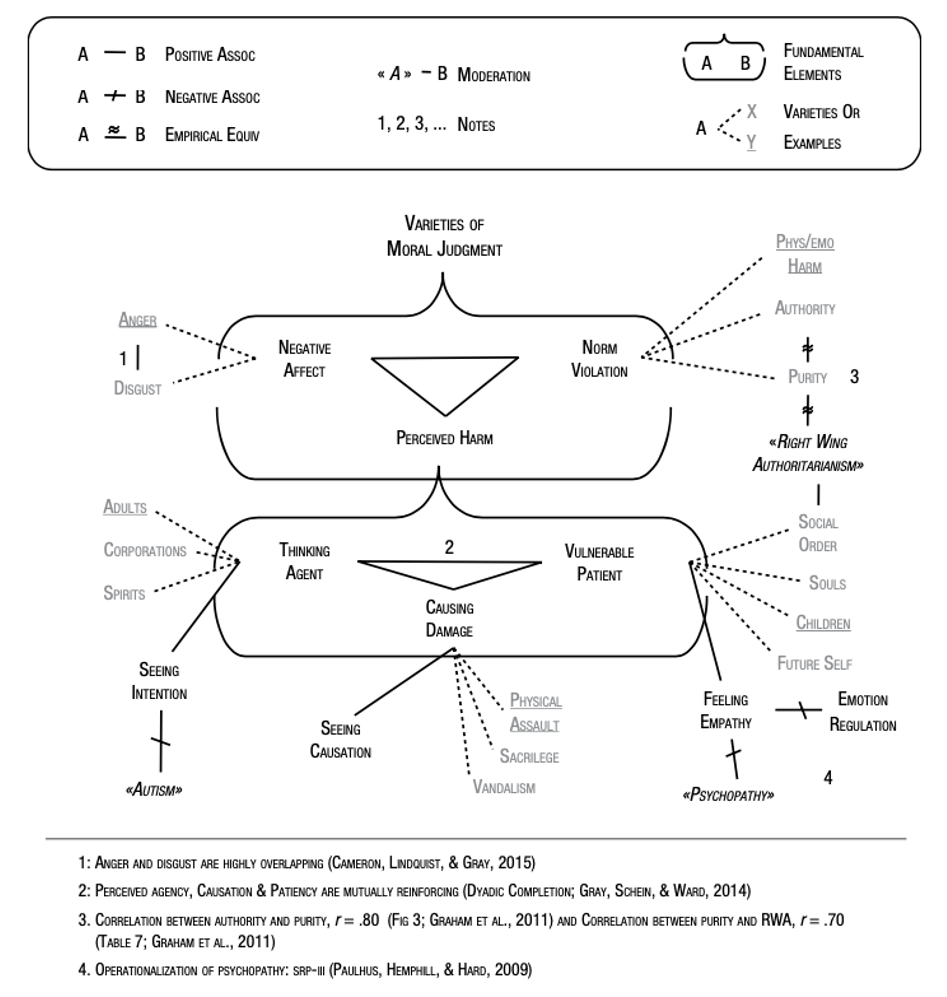 A — B Positive Assoc
A ≁ B Negative Assoc
A ≈ B Empirical Equiv
«A» – B Moderation
1, 2, 3, ... Notes
A B
Fundamental
Elements
A
X
Y
Varieties Or
Examples
Varieties of
Moral Judgment
Anger
1
Disgust
Negative
Affect
Norm
Violation
Perceived Harm
Phys/emo
Harm
Authority
≈
Purity 3
≈
«Right Wing
Authoritarianism»
Adults
Corporations
Spirits
Thinking
Agent
2
Vulnerable
Patient
Causing
Damage
Social
Order
Souls
Children
Future Self
Seeing
Intention
«Autism»
Seeing
Causation
Physical
Assault
Sacrilege
Vandalism
Feeling
Empathy
Emotion
Regulation
«Psychopathy»
4
1: Anger and disgust are highly overlapping (Cameron, Lindquist, & Gray, 2015)
2: Perceived agency, Causation & Patiency are mutually reinforcing (Dyadic Completion; Gray, Schein, & Ward, 2014)
3. Correlation between authority and purity, r = .80 (Fig 3; Graham et al., 2011) and Correlation between purity and RWA, r = .70
(Table 7; Graham et al., 2011)
4. Operationalization of psychopathy: srp-iii (Paulhus, Hemphill, & Hard, 2009)